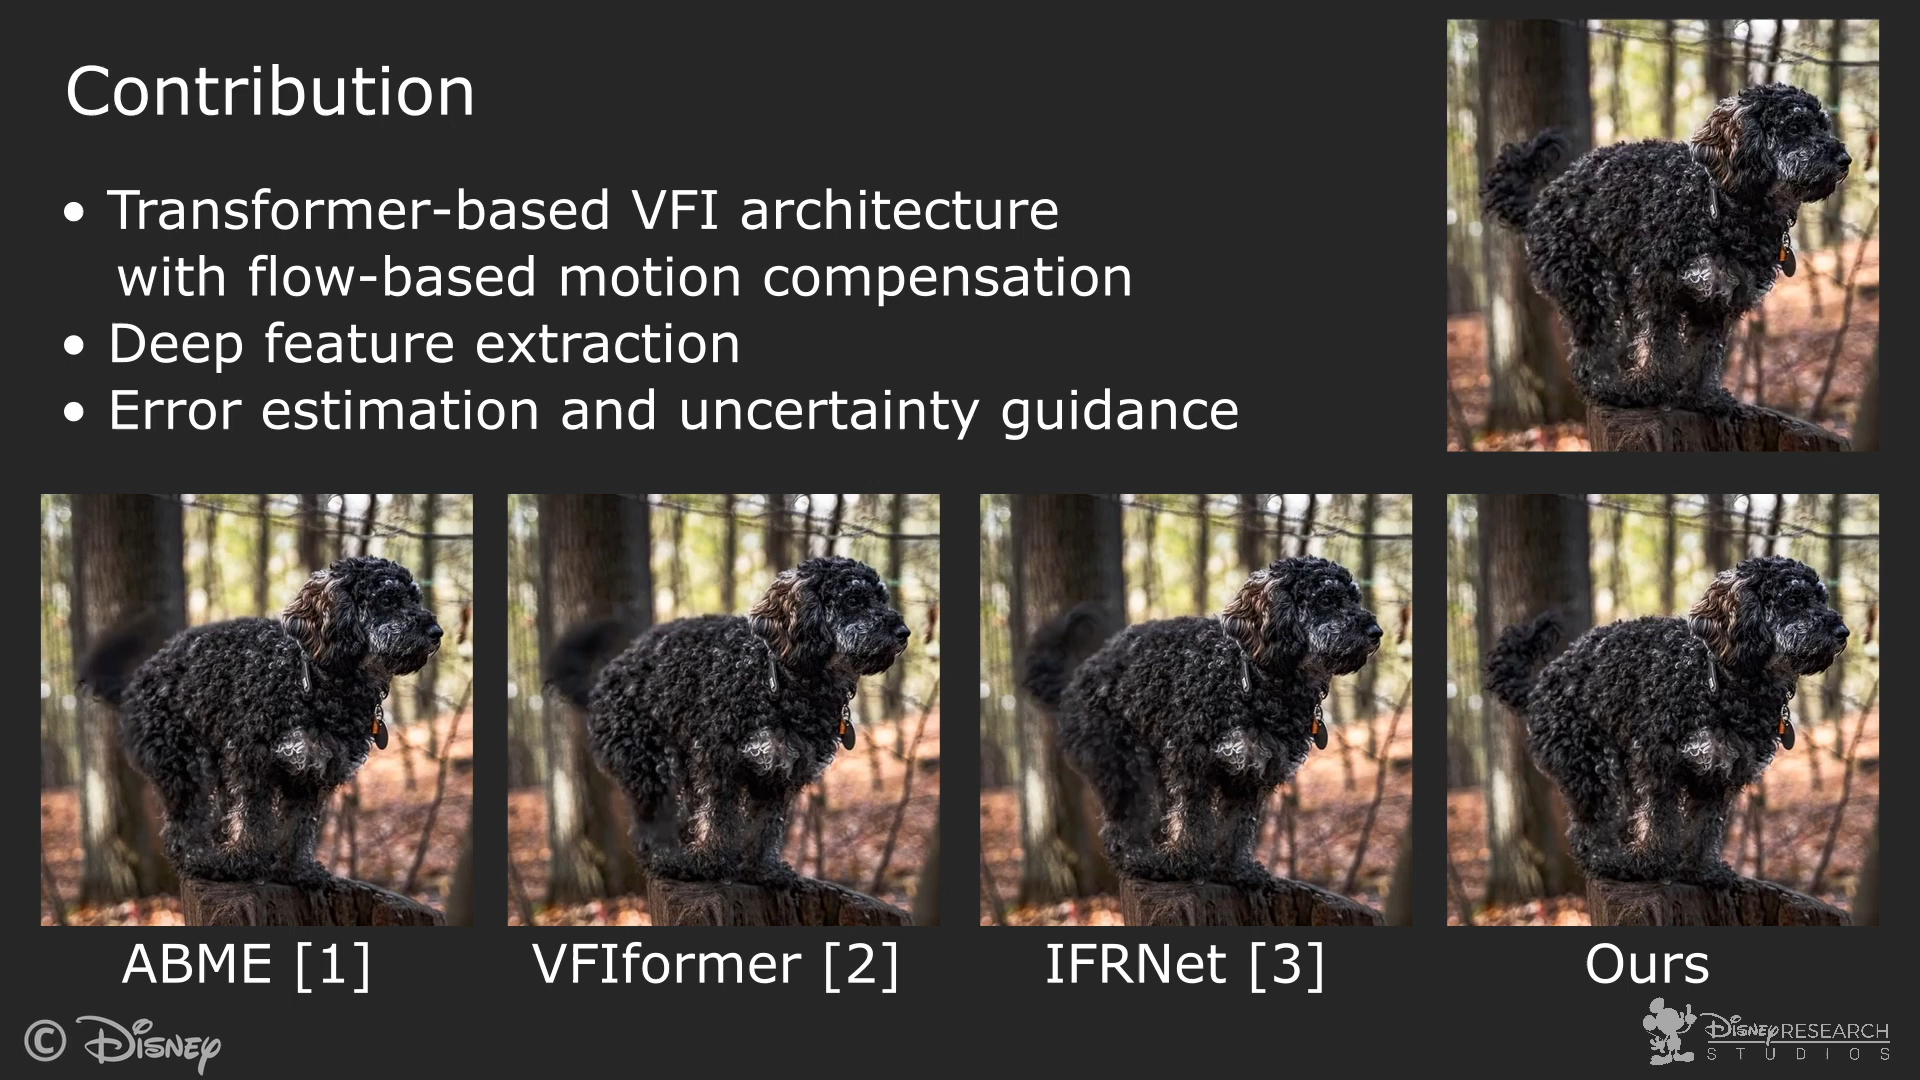 Contribution
• Transformer-based VFI architecture
with flow-based motion compensation
• Deep feature extraction
• Error estimation and uncertainty guidance
ABME [1]
VFIformer [2]
IFRNet [3]
Ours
© Disney
Disney RESEARCH
STUDIOS